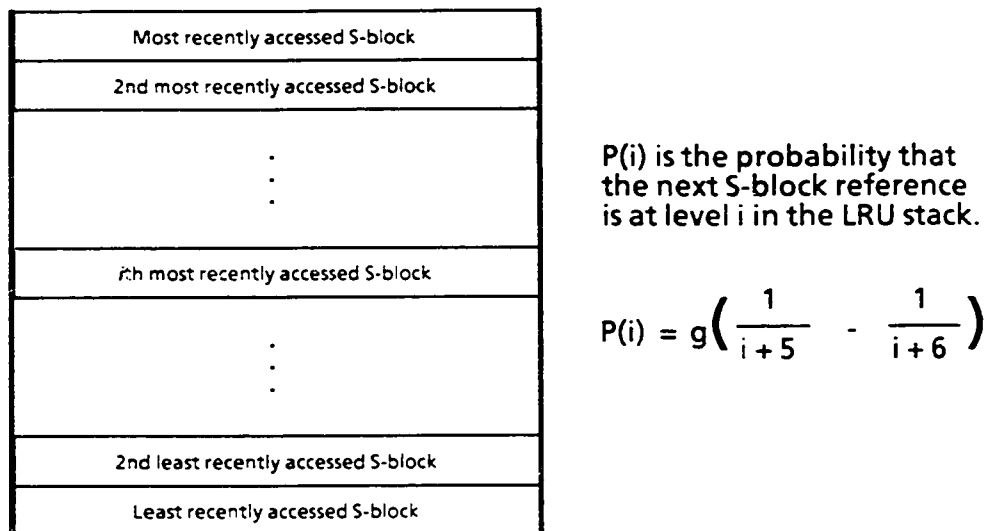 Most recently accessed S-block
2nd most recently accessed S-block
.
.
.
ith most recently accessed S-block
.
.
.
2nd least recently accessed S-block
Least recently accessed S-block
P(i) is the probability that
the next S-block reference
is at level i in the LRU stack.
P(i) = g( 1/(i + 5) - 1/(i + 6) )